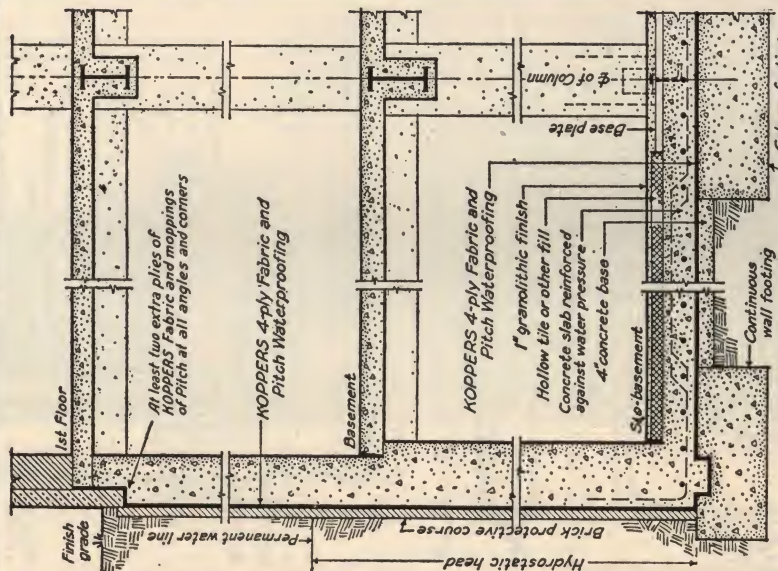 1st Floor
Finish
grade
At least two extra plies of
KOPPERS Fabric and moppings
of Pitch at all angles and corners
KOPPERS 4-ply Fabric and
Pitch Waterproofing
Permanent water line
Basement
Brick protective course
Hydrostatic head
KOPPERS 4-ply Fabric and
Pitch Waterproofing
1" granolithic finish
Hollow tile or other fill
Concrete slab reinforced
against water pressure
4" concrete base
Slo-basement
Base plate
℄ of Column
Continuous
wall footing